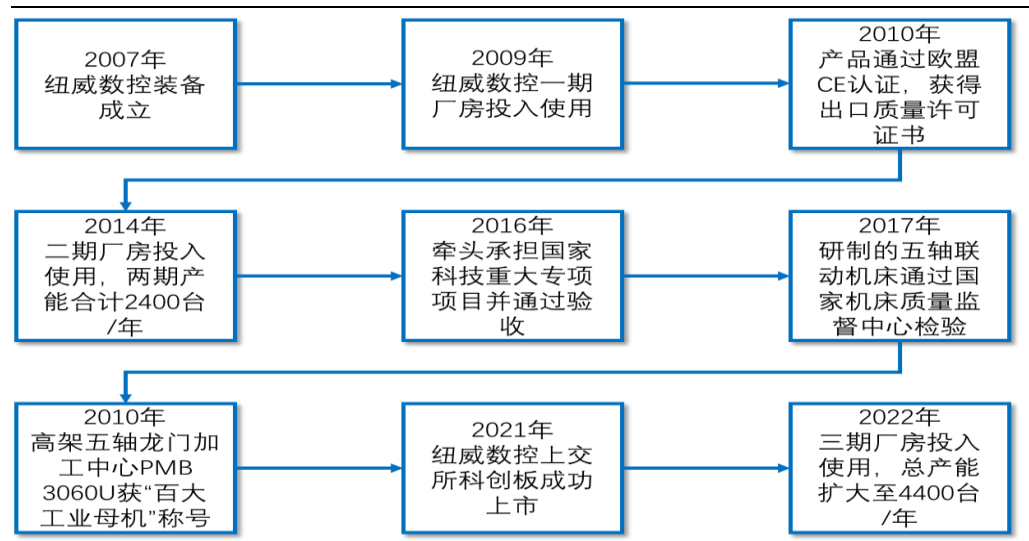 2007年
纽威数控装备
成立
2009年
纽威数控一期
厂房投入使用
2010年
产品通过欧盟
CE认证，获得
出口质量许可
证书
2014年
二期厂房投入
使用，两期产
能合计2400台
/年
2016年
牵头承担国家
科技重大专项
项目并通过验
收
2017年
研制的五轴联
动机床通过国
家机床质量监
督中心检验
2010年
高架五轴龙门加
工中心PMB
3060U获“百大
工业母机”称号
2021年
纽威数控上交
所科创板成功
上市
2022年
三期厂房投入
使用，总产能
扩大至4400台
/年